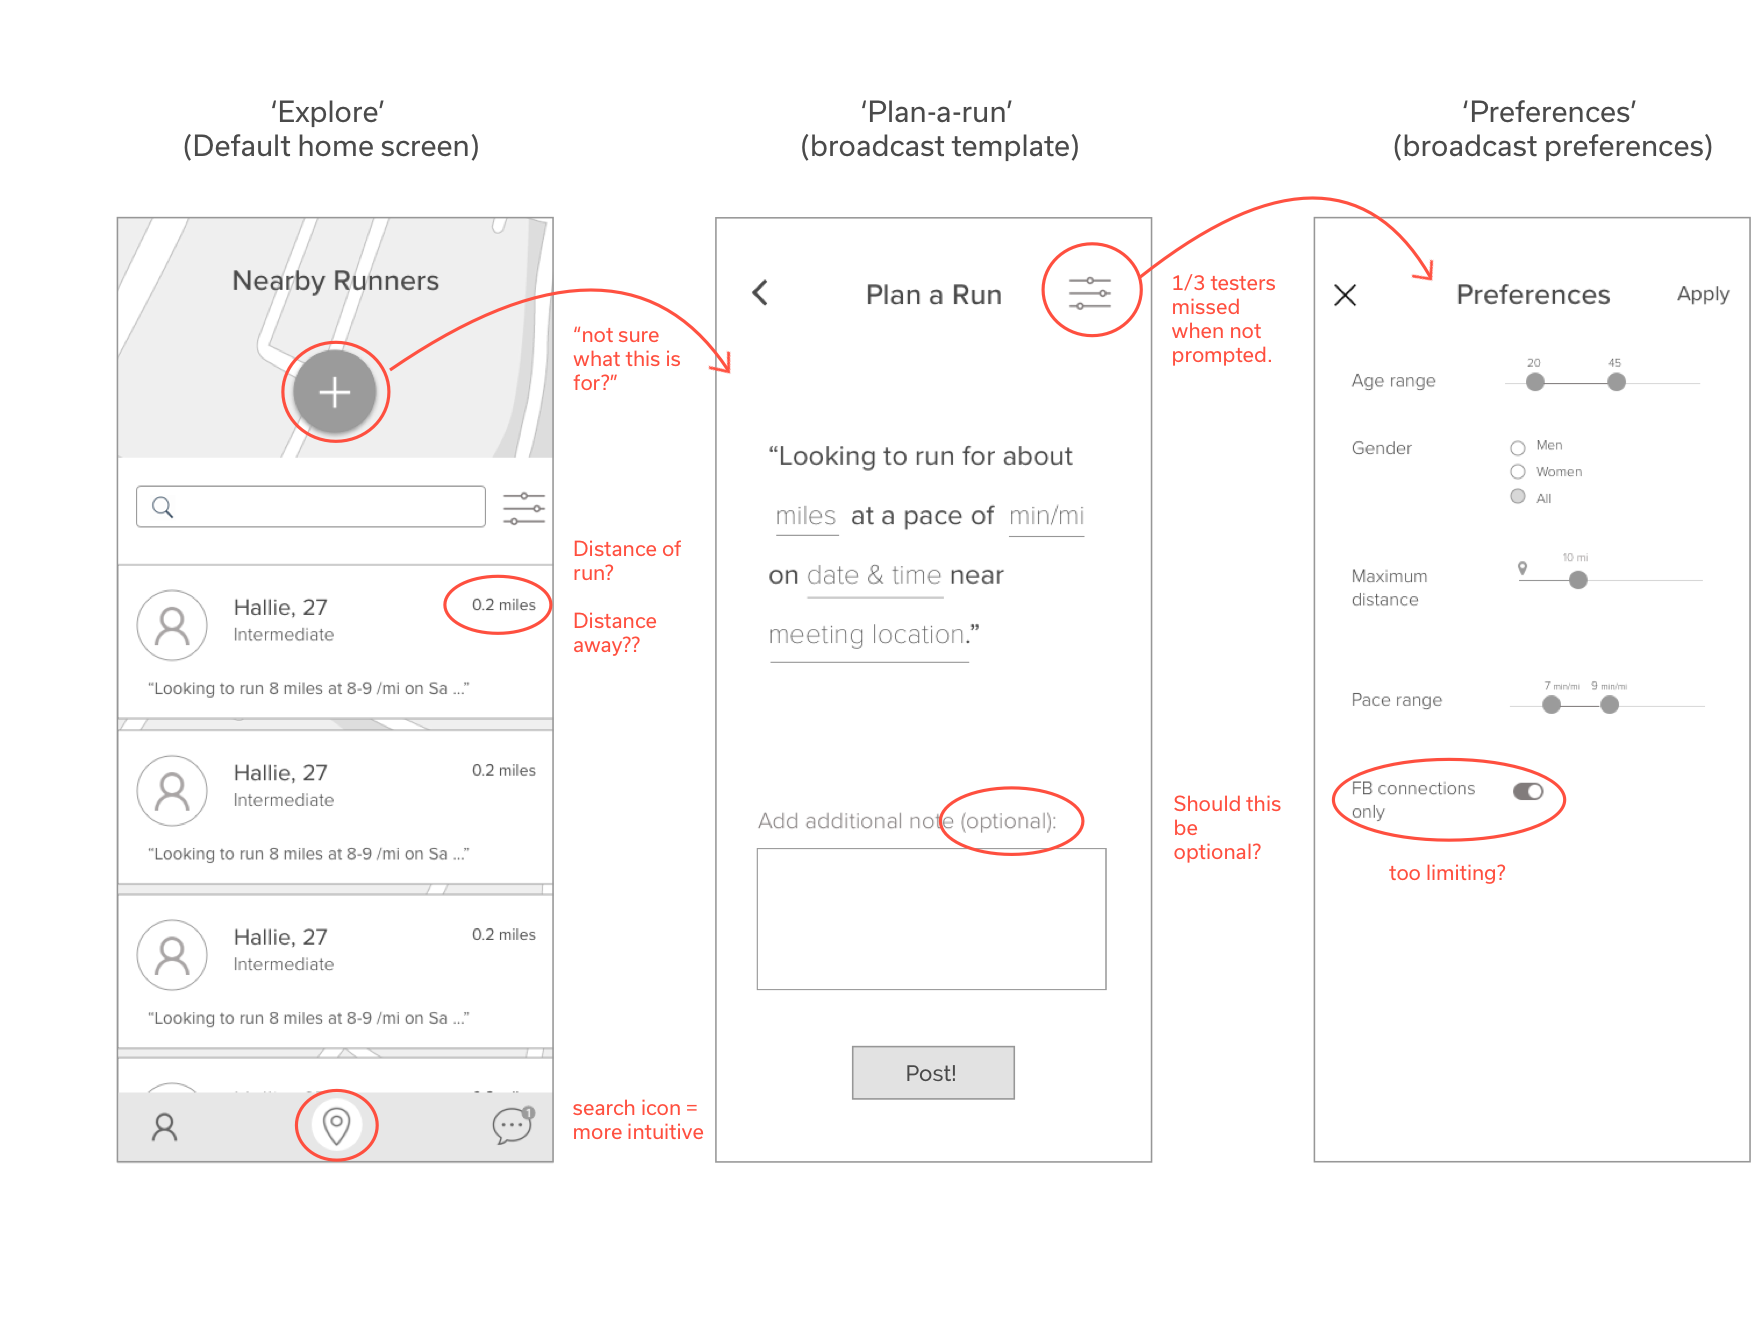 ‘Explore’
(Default home screen)
Nearby Runners
“not sure
what this is
for?”
Distance of
run?
Distance
away??
Hallie, 27
0.2 miles
Intermediate
“Looking to run 8 miles at 8-9 /mi on Sa ...”
Hallie, 27
0.2 miles
Intermediate
“Looking to run 8 miles at 8-9 /mi on Sa ...”
Hallie, 27
0.2 miles
Intermediate
“Looking to run 8 miles at 8-9 /mi on Sa ...”
1
search icon =
more intuitive
‘Plan-a-run’
(broadcast template)
Plan a Run
1/3 testers
missed
when not
prompted.
“Looking to run for about
miles at a pace of min/mi
on date & time near
meeting location.”
Add additional note (optional):
Should this
be
optional?
Post!
‘Preferences’
(broadcast preferences)
Preferences
Apply
Age range
20
45
Gender
Men
Women
All
Maximum
distance
10 mi
Pace range
7 min/mi
9 min/mi
FB connections
only
too limiting?